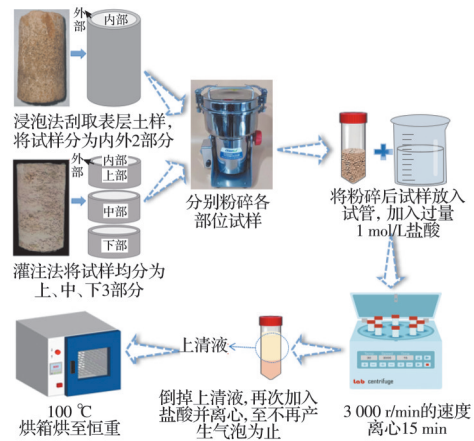 外部
内部
浸泡法刮取表层土样，
将试样分为内外2部分
外部
内部
上部
中部
下部
灌注法将试样均分为
上、中、下3部分
分别粉碎各
部位试样
将粉碎后试样放入
试管，加入过量
1 mol/L盐酸
centrifuge
3 000 r/min的速度
离心15 min
上清液
倒掉上清液，再次加入
盐酸并离心，至不再产
生气泡为止
100 ℃
烘箱烘至恒重